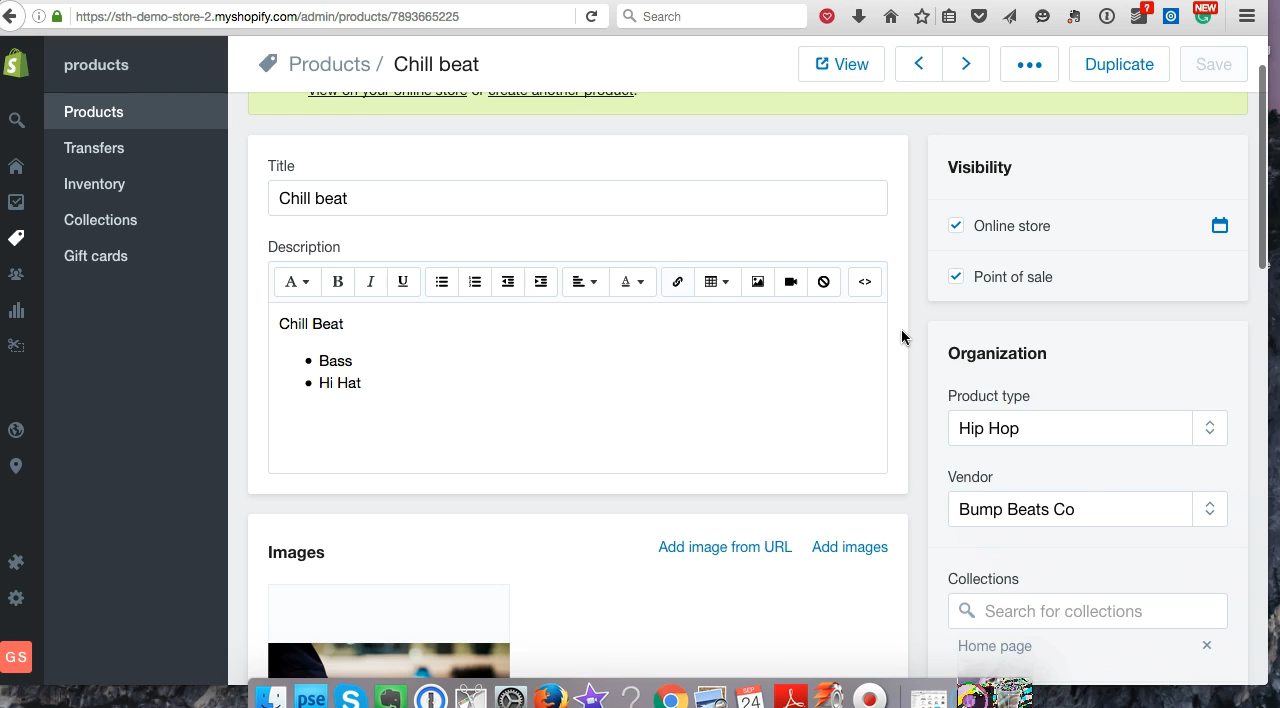 https://sth-demo-store-2.myshopify.com/admin/products/7893665225
Search
?
NEW
products
Products / Chill beat
View
Duplicate
Save
Products
Transfers
Inventory
Collections
Gift cards
GS
View on your online store or create another product.
Title
Chill beat
Description
A
B
I
U
A
<>
Chill Beat
Bass
Hi Hat
Images
Add image from URL
Add images
Visibility
Online store
Point of sale
Organization
Product type
Hip Hop
Vendor
Bump Beats Co
Collections
Search for collections
Home page
pse
S
?
SEP
24